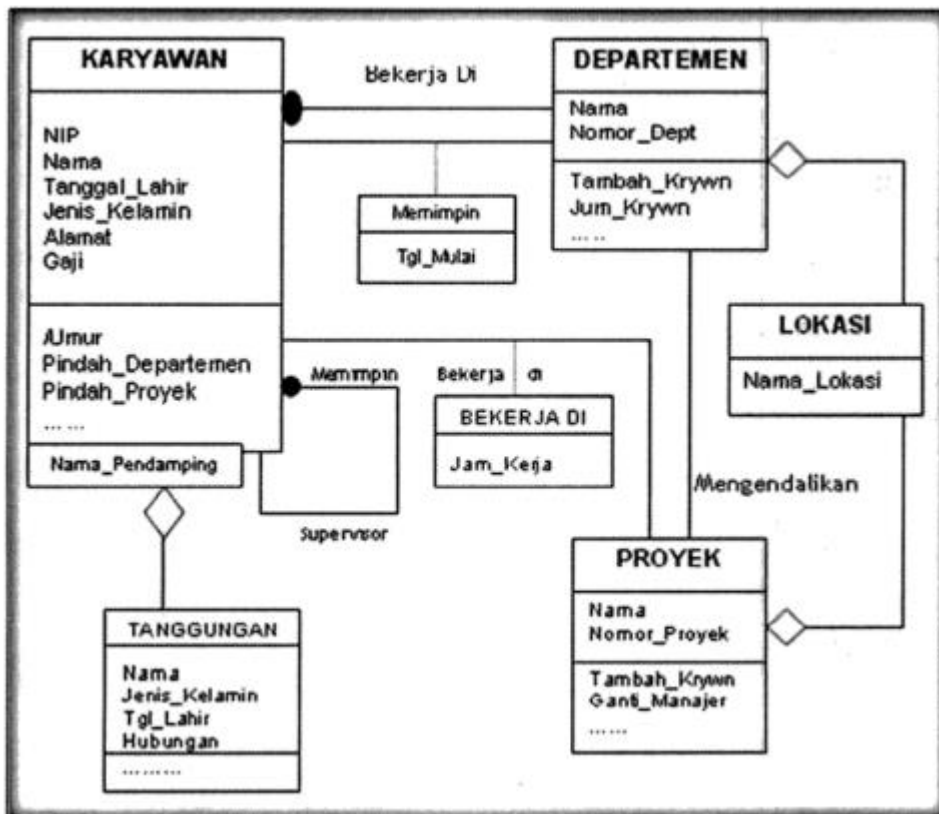 KARYAWAN
NIP
Nama
Tanggal_Lahir
Jenis_Kelamin
Alamat
Gaji
/Umur
Pindah_Departemen
Pindah_Proyek
... ...
Nama_Pendamping
Bekerja Di
DEPARTEMEN
Nama
Nomor_Dept
Tambah_Krywn
Jum_Krywn
... ..
Memimpin
Tgl_Mulai
LOKASI
Nama_Lokasi
Memimpin
Supervisor
Bekerja di
BEKERJA DI
Jam_Kerja
Mengendalikan
PROYEK
Nama
Nomor_Proyek
Tambah_Krywn
Ganti_Manajer
... ...
TANGGUNGAN
Nama
Jenis_Kelamin
Tgl_Lahir
Hubungan
... ... ...